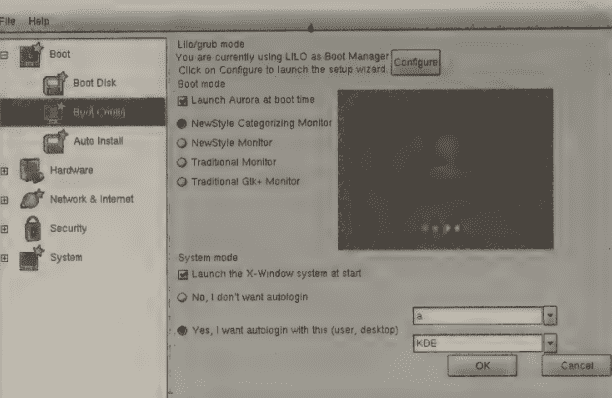 File Help
Boot
Boot Disk
Auto Install
Hardware
Network & Internet
Security
System
Lilo/grub mode
You are currently using LILO as Boot Manager
Click on Configure to launch the setup wizard.
Configure
Boot mode
Launch Aurora at boot time
NewStyle Categorizing Monitor
NewStyle Monitor
Traditional Monitor
Traditional Gtk+ Monitor
System mode
Launch the X-Window system at start
No, I don't want autologin
Yes, I want autologin with this (user, desktop)
a
KDE
OK
Cancel